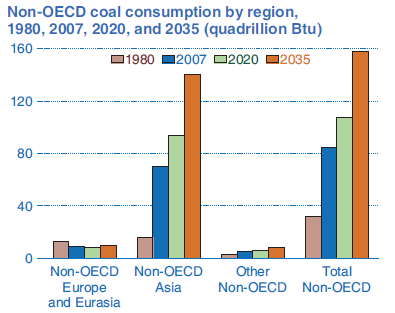 Non-OECD coal consumption by region,
1980, 2007, 2020, and 2035 (quadrillion Btu)
160
1980 2007 2020 2035
120
80
40
0
Non-OECD Non-OECD Other Total
Europe Asia Non-OECD Non-OECD
and Eurasia